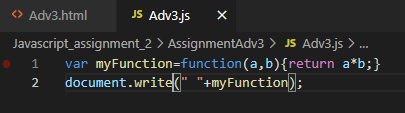 Adv3.html JS Adv3.js
Javascript_assignment_2 > AssignmentAdv3 > JS Adv3.js > ...
1 var myFunction=function(a,b){return a*b;}
2 document.write(" "+myFunction);